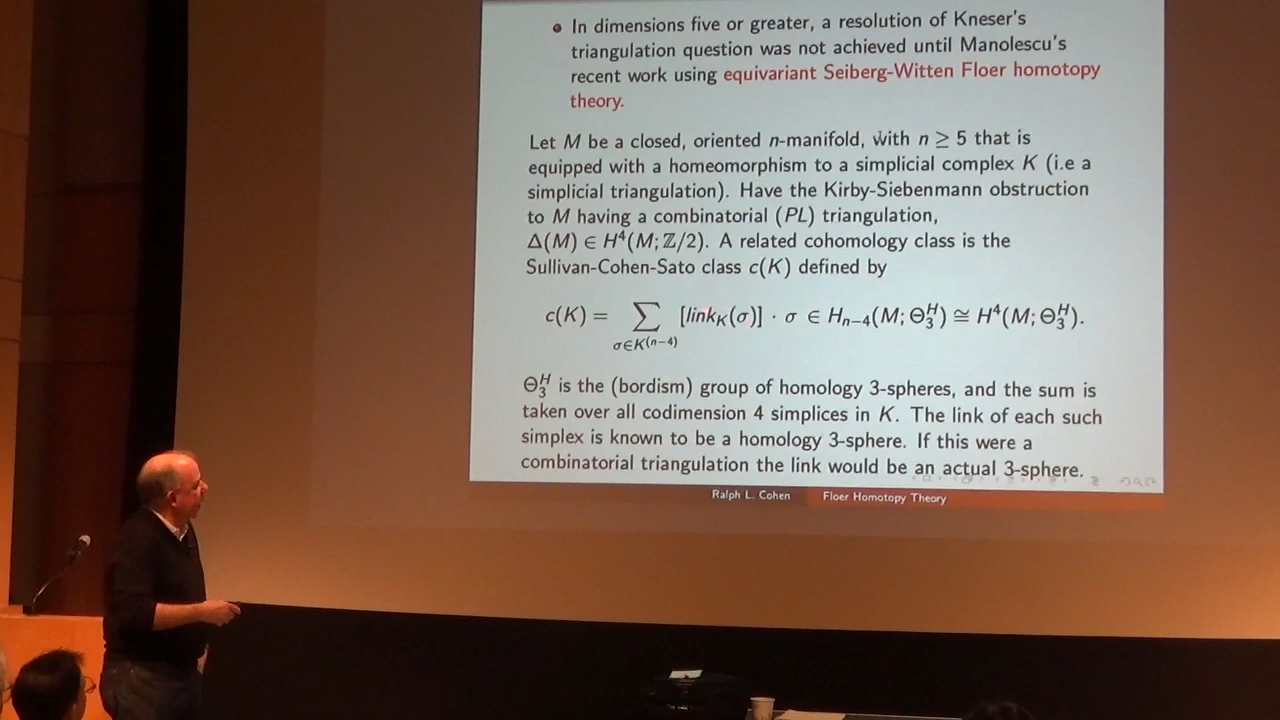 • In dimensions five or greater, a resolution of Kneser's
triangulation question was not achieved until Manolescu's
recent work using equivariant Seiberg-Witten Floer homotopy
theory.
Let M be a closed, oriented n-manifold, with n ≥ 5 that is
equipped with a homeomorphism to a simplicial complex K (i.e a
simplicial triangulation). Have the Kirby-Siebenmann obstruction
to M having a combinatorial (PL) triangulation,
Δ(M) ∈ H⁴(M; ℤ/2). A related cohomology class is the
Sullivan-Cohen-Sato class c(K) defined by
c(K) = ∑_{σ∈K^{(n−4)}} [link_K(σ)] · σ ∈ H_{n−4}(M; Θ₃ᴴ) ≅ H⁴(M; Θ₃ᴴ).
Θ₃ᴴ is the (bordism) group of homology 3-spheres, and the sum is
taken over all codimension 4 simplices in K. The link of each such
simplex is known to be a homology 3-sphere. If this were a
combinatorial triangulation the link would be an actual 3-sphere.
Ralph L. Cohen Floer Homotopy Theory